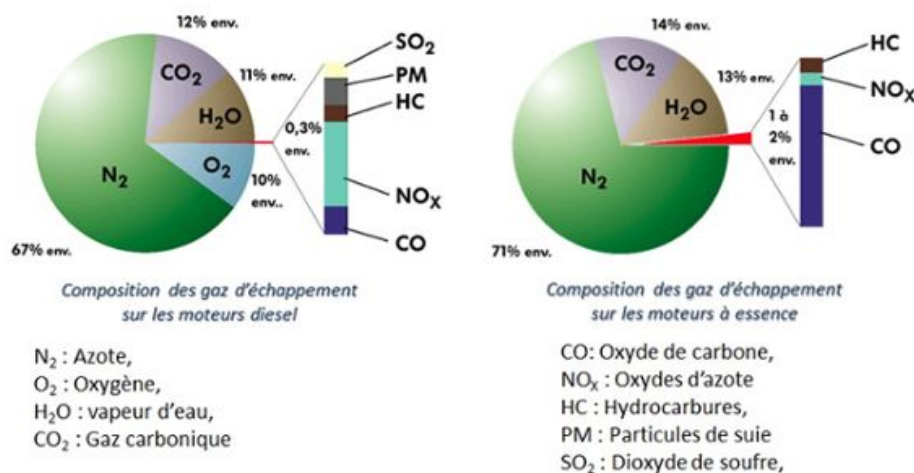 12% env.
CO₂
11% env.
H₂O
0,3%
env.
O₂
10%
env..
N₂
67% env.
SO₂
PM
HC
NOX
CO
Composition des gaz d'échappement
sur les moteurs diesel
N₂ : Azote,
O₂ : Oxygène,
H₂O : vapeur d'eau,
CO₂ : Gaz carbonique
14% env.
CO₂
13% env.
H₂O
1 à
2%
env.
N₂
71% env.
HC
NOX
CO
Composition des gaz d'échappement
sur les moteurs à essence
CO: Oxyde de carbone,
NOX : Oxydes d'azote
HC : Hydrocarbures,
PM : Particules de suie
SO₂ : Dioxyde de soufre,